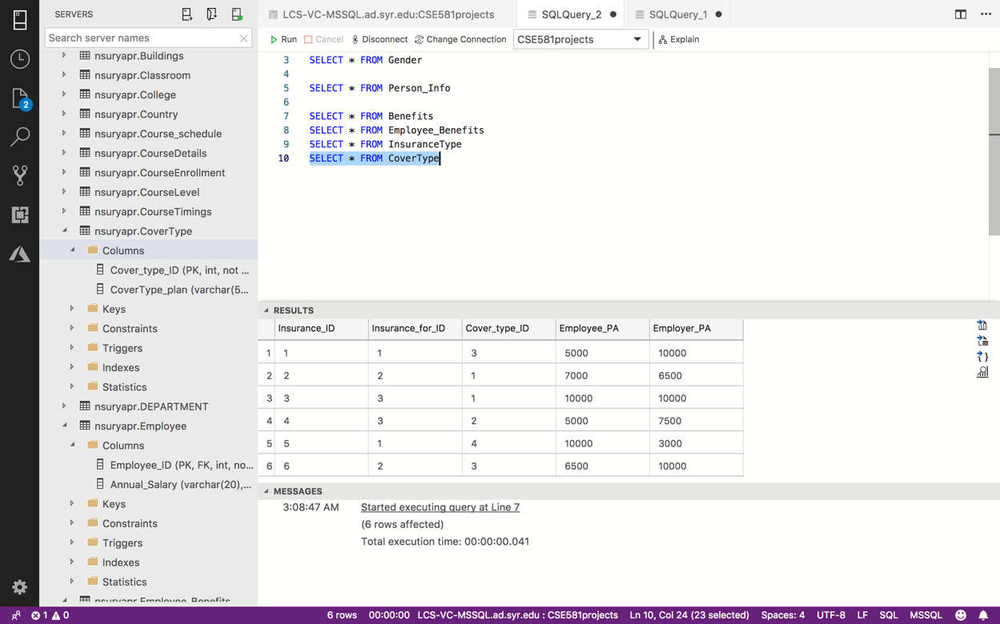 SERVERS
Search server names
nsuryapr.Buildings
nsuryapr.Classroom
nsuryapr.College
nsuryapr.Country
nsuryapr.Course_schedule
nsuryapr.CourseDetails
nsuryapr.CourseEnrollment
nsuryapr.CourseLevel
nsuryapr.CourseTimings
nsuryapr.CoverType
Columns
Cover_type_ID (PK, int, not ...
CoverType_plan (varchar(5...
Keys
Constraints
Triggers
Indexes
Statistics
nsuryapr.DEPARTMENT
nsuryapr.Employee
Columns
Employee_ID (PK, FK, int, no...
Annual_Salary (varchar(20),...
Keys
Constraints
Triggers
Indexes
Statistics
nsuryapr.Employee_Benefits
2
LCS-VC-MSSQL.ad.syr.edu:CSE581projects SQLQuery_2 SQLQuery_1
Run Cancel Disconnect Change Connection CSE581projects Explain
3 SELECT * FROM Gender
4
5 SELECT * FROM Person_Info
6
7 SELECT * FROM Benefits
8 SELECT * FROM Employee_Benefits
9 SELECT * FROM InsuranceType
10 SELECT * FROM CoverType
RESULTS
Insurance_ID Insurance_for_ID Cover_type_ID Employee_PA Employer_PA
1 1 1 3 5000 10000
2 2 2 1 7000 6500
3 3 3 1 10000 10000
4 4 3 2 5000 7500
5 5 1 4 10000 3000
6 6 2 3 6500 10000
MESSAGES
3:08:47 AM Started executing query at Line 7
(6 rows affected)
Total execution time: 00:00:00.041
1 0 6 rows 00:00:00 LCS-VC-MSSQL.ad.syr.edu : CSE581projects Ln 10, Col 24 (23 selected) Spaces: 4 UTF-8 LF SQL MSSQL